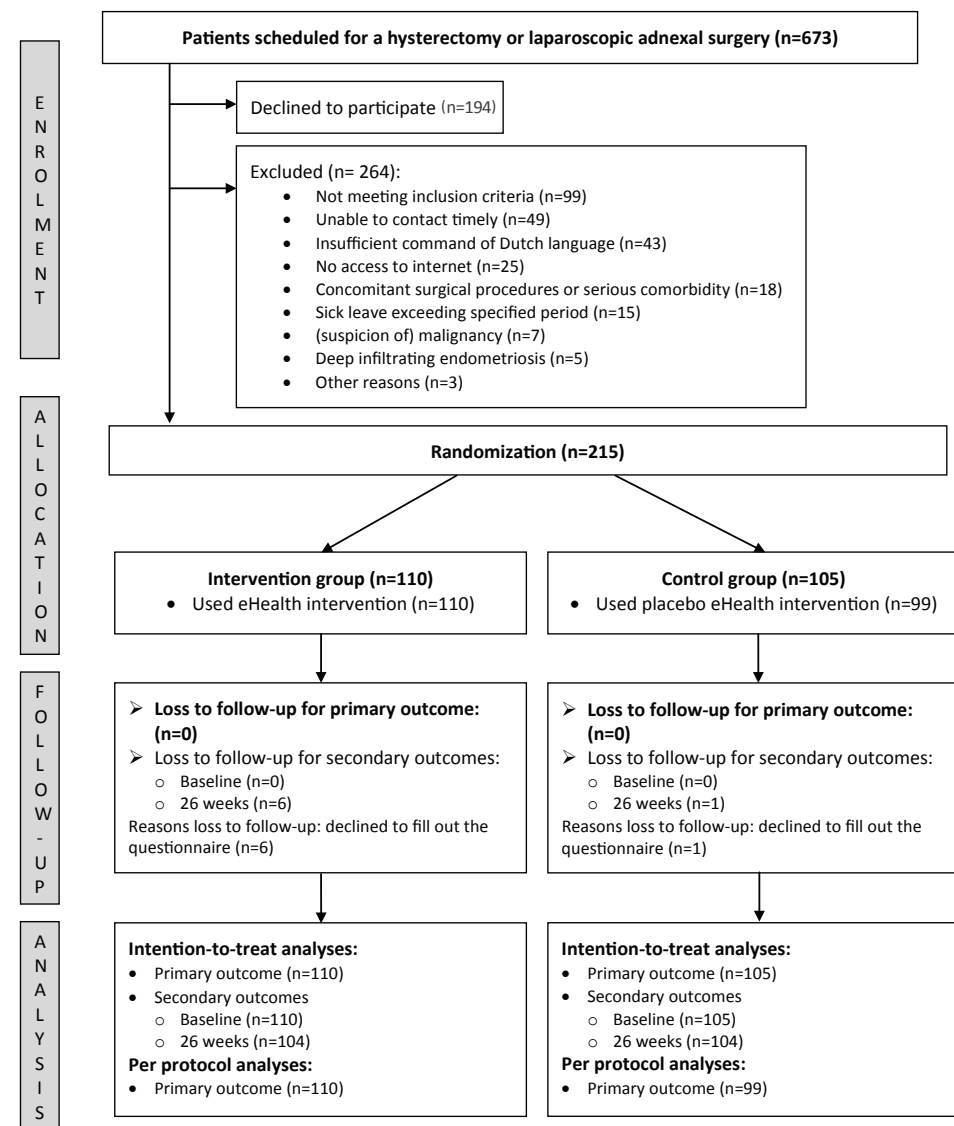 Patients scheduled for a hysterectomy or laparoscopic adnexal surgery (n=673)
ENROLMENT
Declined to participate (n=194)
Excluded (n= 264):
• Not meeting inclusion criteria (n=99)
• Unable to contact timely (n=49)
• Insufficient command of Dutch language (n=43)
• No access to internet (n=25)
• Concomitant surgical procedures or serious comorbidity (n=18)
• Sick leave exceeding specified period (n=15)
• (suspicion of) malignancy (n=7)
• Deep infiltrating endometriosis (n=5)
• Other reasons (n=3)
ALLOCATION
Randomization (n=215)
Intervention group (n=110)
• Used eHealth intervention (n=110)
Control group (n=105)
• Used placebo eHealth intervention (n=99)
FOLLOW-UP
➢ Loss to follow-up for primary outcome:
(n=0)
➢ Loss to follow-up for secondary outcomes:
o Baseline (n=0)
o 26 weeks (n=6)
Reasons loss to follow-up: declined to fill out the
questionnaire (n=6)
➢ Loss to follow-up for primary outcome:
(n=0)
➢ Loss to follow-up for secondary outcomes:
o Baseline (n=0)
o 26 weeks (n=1)
Reasons loss to follow-up: declined to fill out the
questionnaire (n=1)
ANALYSIS
Intention-to-treat analyses:
• Primary outcome (n=110)
• Secondary outcomes
o Baseline (n=110)
o 26 weeks (n=104)
Per protocol analyses:
• Primary outcome (n=110)
Intention-to-treat analyses:
• Primary outcome (n=105)
• Secondary outcomes
o Baseline (n=105)
o 26 weeks (n=104)
Per protocol analyses:
• Primary outcome (n=99)